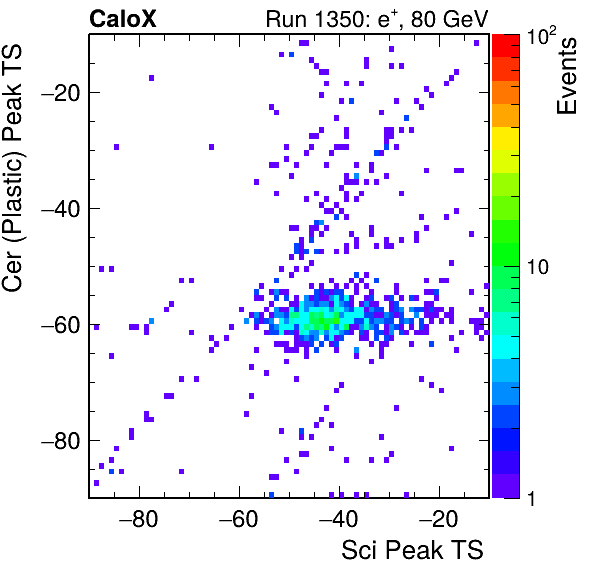 CaloX
Run 1350: e⁺, 80 GeV
Cer (Plastic) Peak TS
−20
−40
−60
−80
−80 −60 −40 −20
Sci Peak TS
10²
10
1
Events